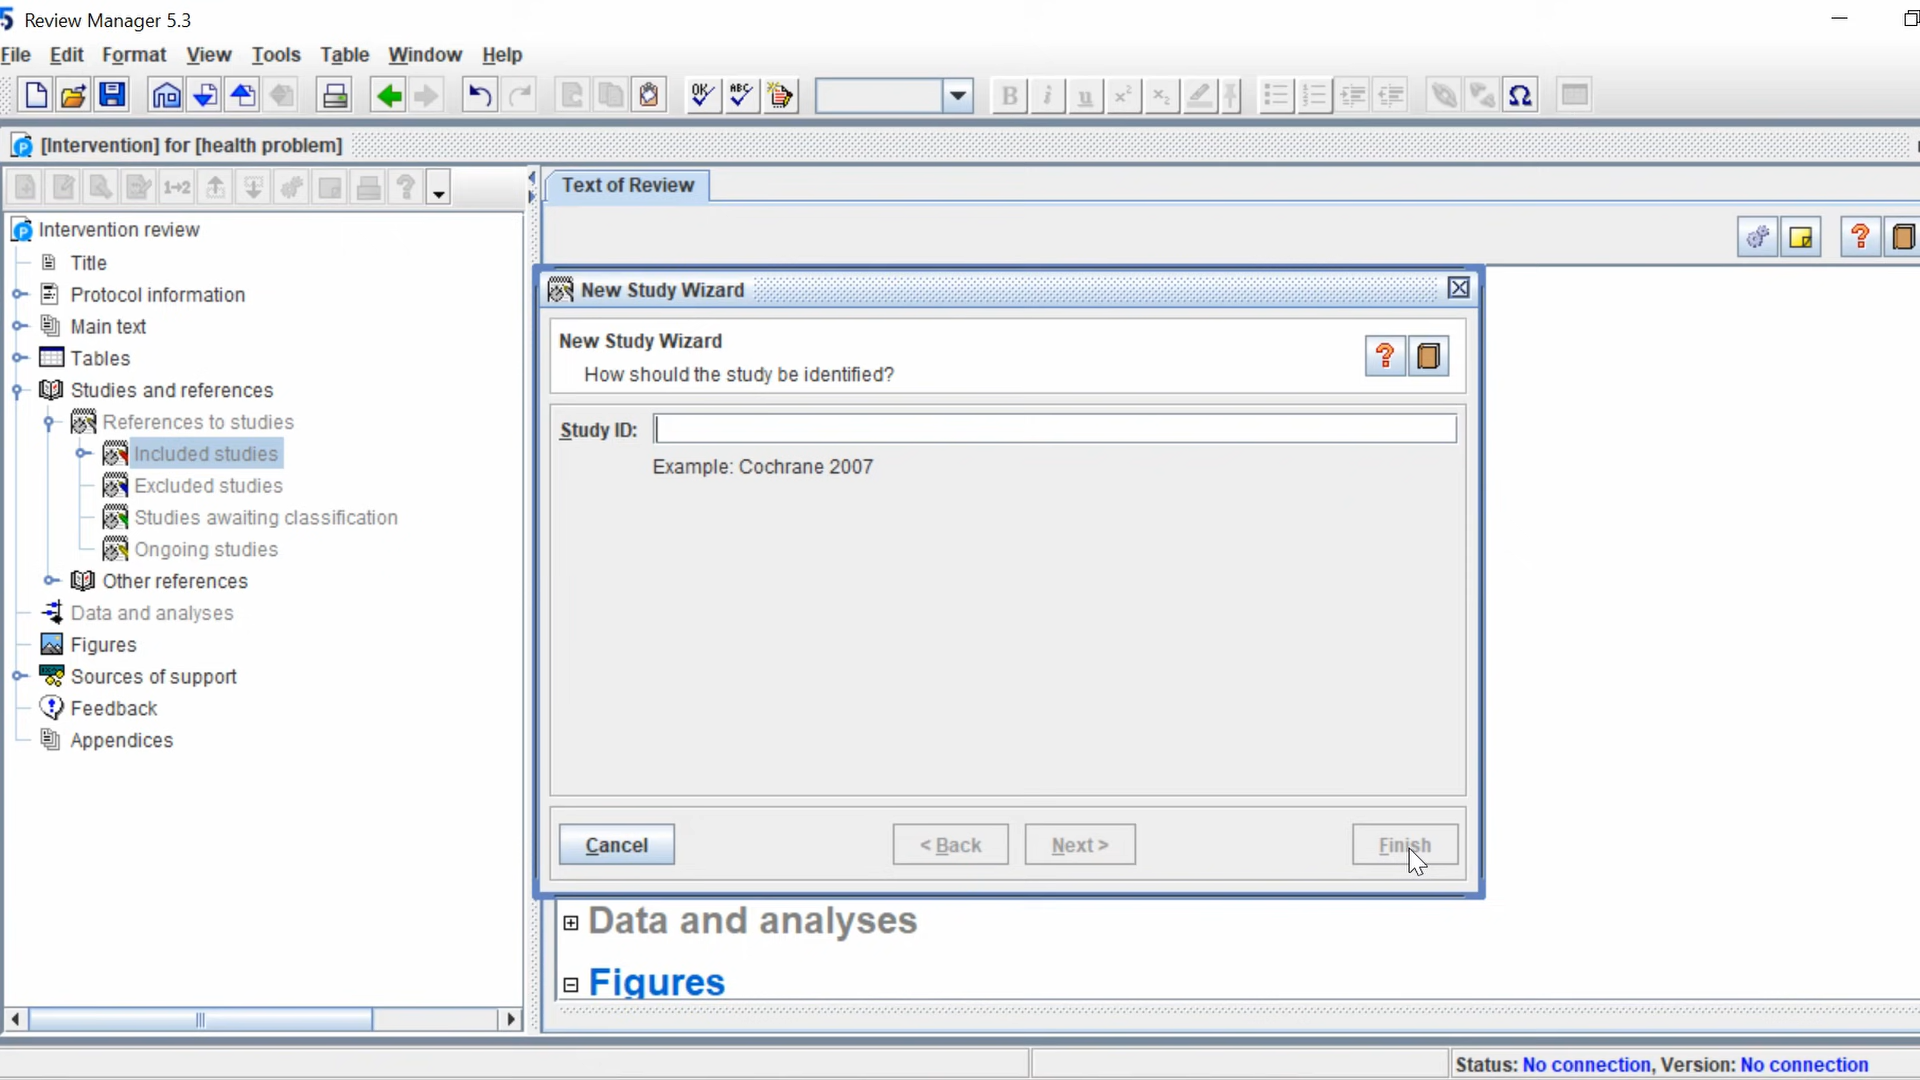 Review Manager 5.3
File Edit Format View Tools Table Window Help
[Intervention] for [health problem]
Text of Review
Intervention review
Title
Protocol information
Main text
Tables
Studies and references
References to studies
Included studies
Excluded studies
Studies awaiting classification
Ongoing studies
Other references
Data and analyses
Figures
Sources of support
Feedback
Appendices
New Study Wizard
New Study Wizard
How should the study be identified?
Study ID:
Example: Cochrane 2007
Cancel < Back Next > Finish
Data and analyses
Figures
Status: No connection, Version: No connection